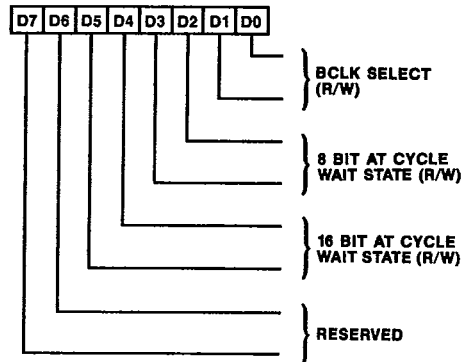 D7 D6 D5 D4 D3 D2 D1 D0
BCLK SELECT
(R/W)
8 BIT AT CYCLE
WAIT STATE (R/W)
16 BIT AT CYCLE
WAIT STATE (R/W)
RESERVED